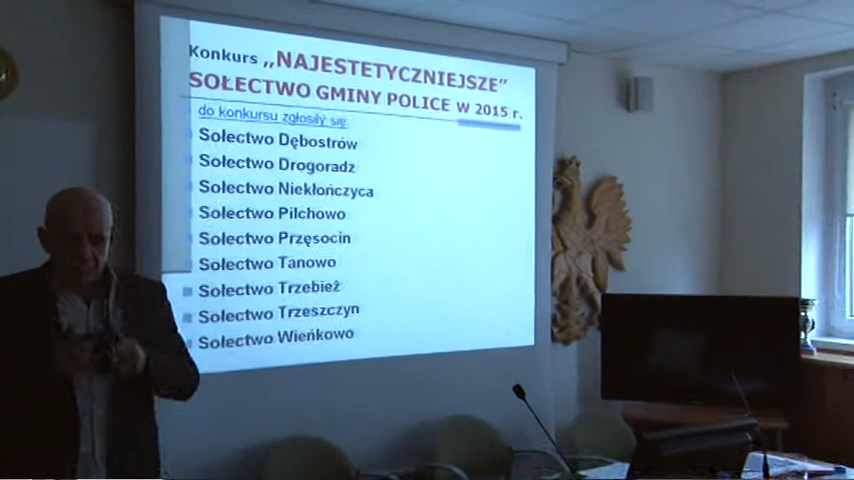 Konkurs „NAJESTETYCZNIEJSZE”
SOŁECTWO GMINY POLICE W 2015 r.
do konkursu zgłosiły się:
Sołectwo Dębostrów
Sołectwo Drogoradz
Sołectwo Niekłończyca
Sołectwo Pilchowo
Sołectwo Przęsocin
Sołectwo Tanowo
Sołectwo Trzebież
Sołectwo Trzeszczyn
Sołectwo Wieńkowo